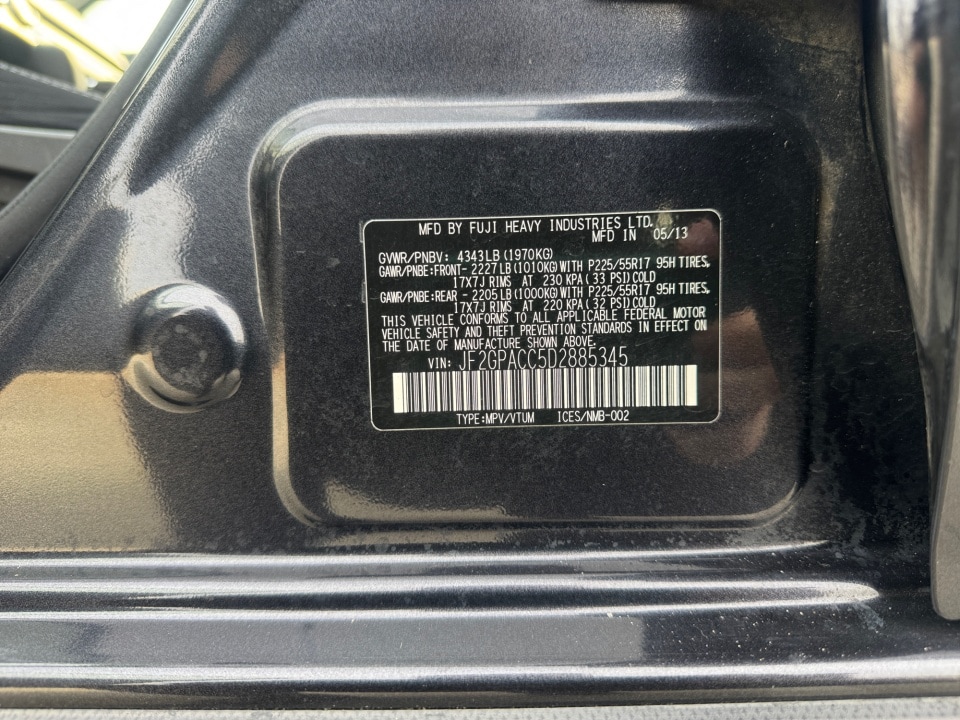 MFD BY FUJI HEAVY INDUSTRIES LTD.
MFD IN 05/13
GVWR/PNBV: 4343LB (1970KG)
GAWR/PNBE:FRONT- 2227LB(1010KG)WITH P225/55R17 95H TIRES,
17X7J RIMS AT 230 KPA(33 PSI)COLD
GAWR/PNBE:REAR - 2205LB(1000KG)WITH P225/55R17 95H TIRES,
17X7J RIMS AT 220 KPA(32 PSI)COLD
THIS VEHICLE CONFORMS TO ALL APPLICABLE FEDERAL MOTOR
VEHICLE SAFETY AND THEFT PREVENTION STANDARDS IN EFFECT ON
THE DATE OF MANUFACTURE SHOWN ABOVE.
VIN: JF2GPACC5D2885345
TYPE:MPV/VTUM ICES/NMB-002